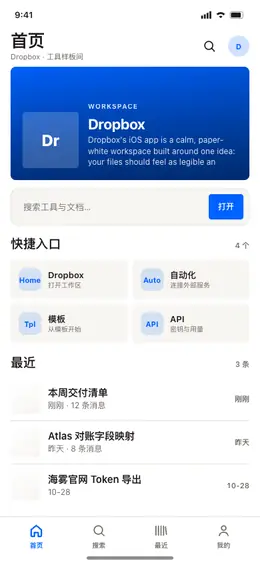 9:41
首页
Dropbox · 工具样板间
D
WORKSPACE
Dr
Dropbox
Dropbox's iOS app is a calm, paper-
white workspace built around one idea:
your files should feel as legible an
搜索工具与文档...
打开
快捷入口
4 个
Home
Dropbox
打开工作区
Auto
自动化
连接外部服务
Tpl
模板
从模板开始
API
API
密钥与用量
最近
3 条
本周交付清单
刚刚 · 12 条消息
刚刚
Atlas 对账字段映射
昨天 · 8 条消息
昨天
海雾官网 Token 导出
10-28
10-28
首页
搜索
最近
我的